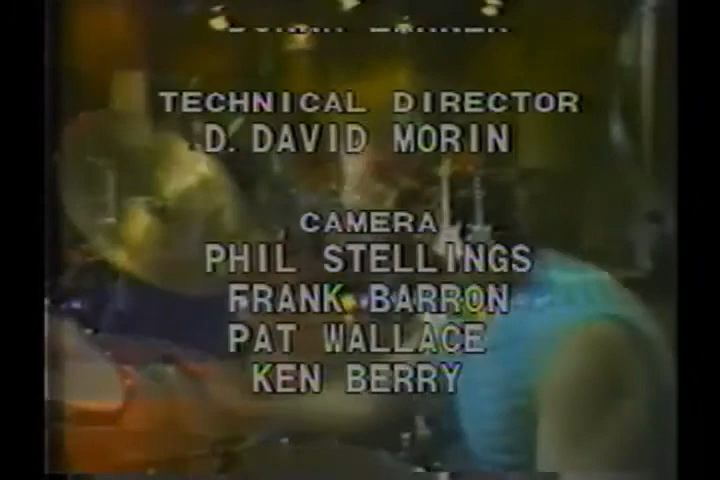 TECHNICAL DIRECTOR
D. DAVID MORIN
CAMERA
PHIL STELLINGS
FRANK BARRON
PAT WALLACE
KEN BERRY